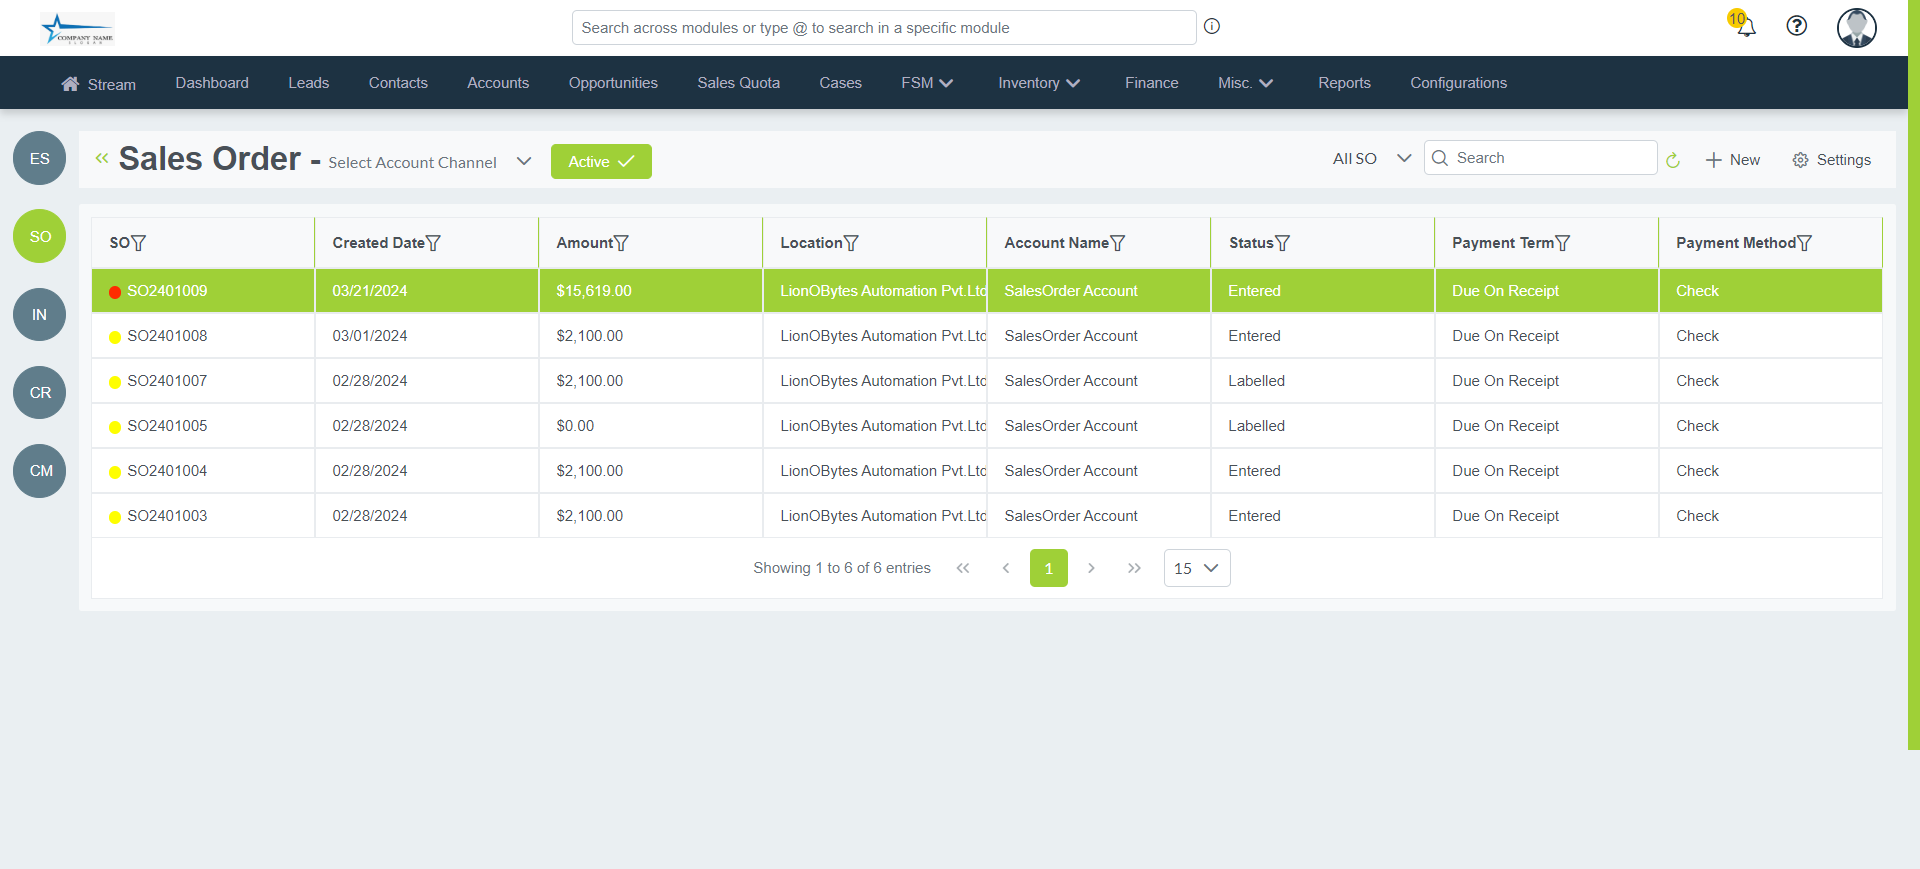 COMPANY NAME
Search across modules or type @ to search in a specific module
10
Stream Dashboard Leads Contacts Accounts Opportunities Sales Quota Cases FSM Inventory Finance Misc. Reports Configurations
ES
SO
IN
CR
CM
Sales Order - Select Account Channel Active All SO Search New Settings
SO Created Date Amount Location Account Name Status Payment Term Payment Method
SO2401009 03/21/2024 $15,619.00 LionOBytes Automation Pvt.Ltd SalesOrder Account Entered Due On Receipt Check
SO2401008 03/01/2024 $2,100.00 LionOBytes Automation Pvt.Ltd SalesOrder Account Entered Due On Receipt Check
SO2401007 02/28/2024 $2,100.00 LionOBytes Automation Pvt.Ltd SalesOrder Account Labelled Due On Receipt Check
SO2401005 02/28/2024 $0.00 LionOBytes Automation Pvt.Ltd SalesOrder Account Labelled Due On Receipt Check
SO2401004 02/28/2024 $2,100.00 LionOBytes Automation Pvt.Ltd SalesOrder Account Entered Due On Receipt Check
SO2401003 02/28/2024 $2,100.00 LionOBytes Automation Pvt.Ltd SalesOrder Account Entered Due On Receipt Check
Showing 1 to 6 of 6 entries 1 15